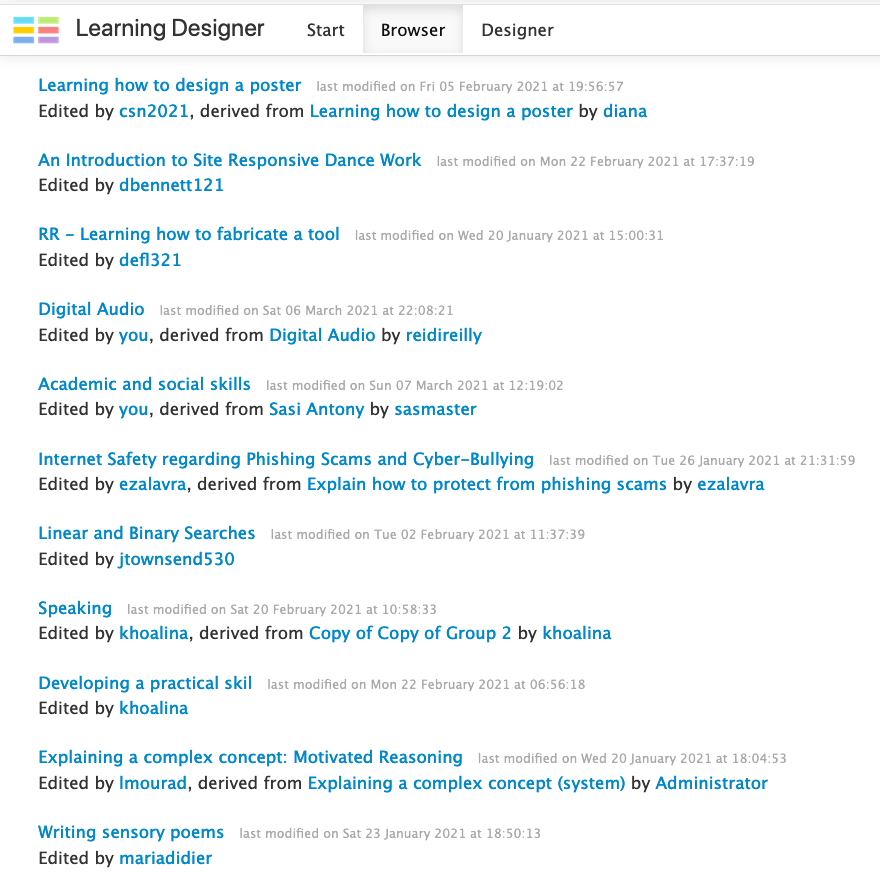 Learning Designer Start Browser Designer
Learning how to design a poster last modified on Fri 05 February 2021 at 19:56:57
Edited by csn2021, derived from Learning how to design a poster by diana
An Introduction to Site Responsive Dance Work last modified on Mon 22 February 2021 at 17:37:19
Edited by dbennett121
RR – Learning how to fabricate a tool last modified on Wed 20 January 2021 at 15:00:31
Edited by defl321
Digital Audio last modified on Sat 06 March 2021 at 22:08:21
Edited by you, derived from Digital Audio by reidireilly
Academic and social skills last modified on Sun 07 March 2021 at 12:19:02
Edited by you, derived from Sasi Antony by sasmaster
Internet Safety regarding Phishing Scams and Cyber-Bullying last modified on Tue 26 January 2021 at 21:31:59
Edited by ezalavra, derived from Explain how to protect from phishing scams by ezalavra
Linear and Binary Searches last modified on Tue 02 February 2021 at 11:37:39
Edited by jtownsend530
Speaking last modified on Sat 20 February 2021 at 10:58:33
Edited by khoalina, derived from Copy of Copy of Group 2 by khoalina
Developing a practical skil last modified on Mon 22 February 2021 at 06:56:18
Edited by khoalina
Explaining a complex concept: Motivated Reasoning last modified on Wed 20 January 2021 at 18:04:53
Edited by lmourad, derived from Explaining a complex concept (system) by Administrator
Writing sensory poems last modified on Sat 23 January 2021 at 18:50:13
Edited by mariadidier